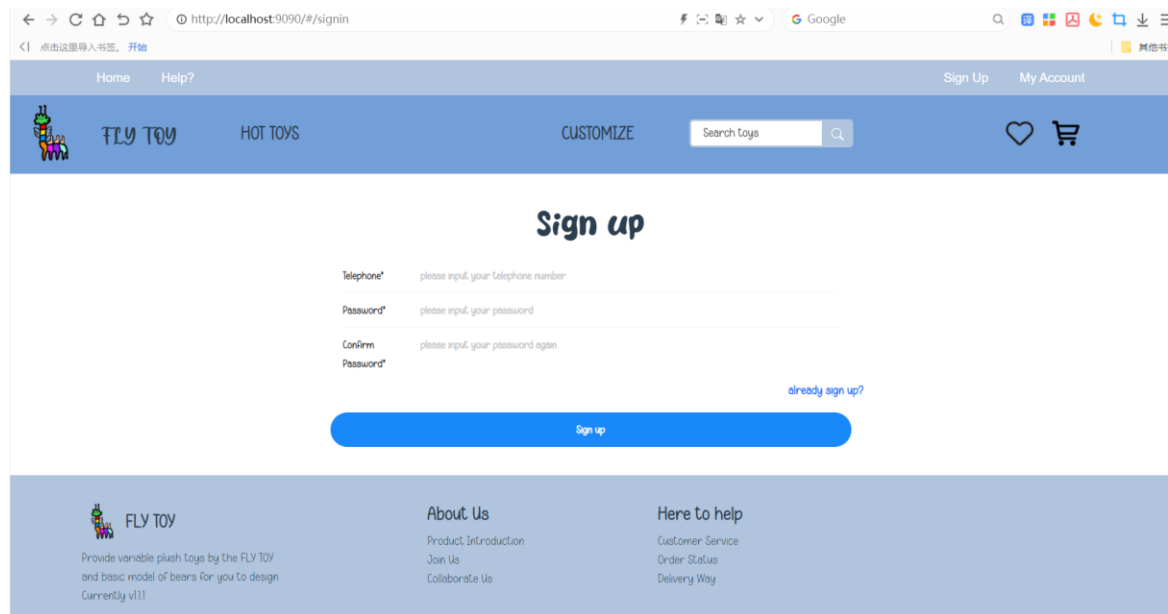 http://localhost:9090/#/signin
Google
点击这里导入书签。 开始
其他书
Home Help? Sign Up My Account
FLY TOY HOT TOYS CUSTOMIZE Search toys
Sign up
Telephone* please input your telephone number
Password* please input your password
Confirm please input your password again
Password*
already sign up?
Sign up
FLY TOY
Provide variable plush toys by the FLY TOY
and basic model of bears for you to design
Currently v1.1.1
About Us
Product Introduction
Join Us
Collaborate Us
Here to help
Customer Service
Order Status
Delivery Way